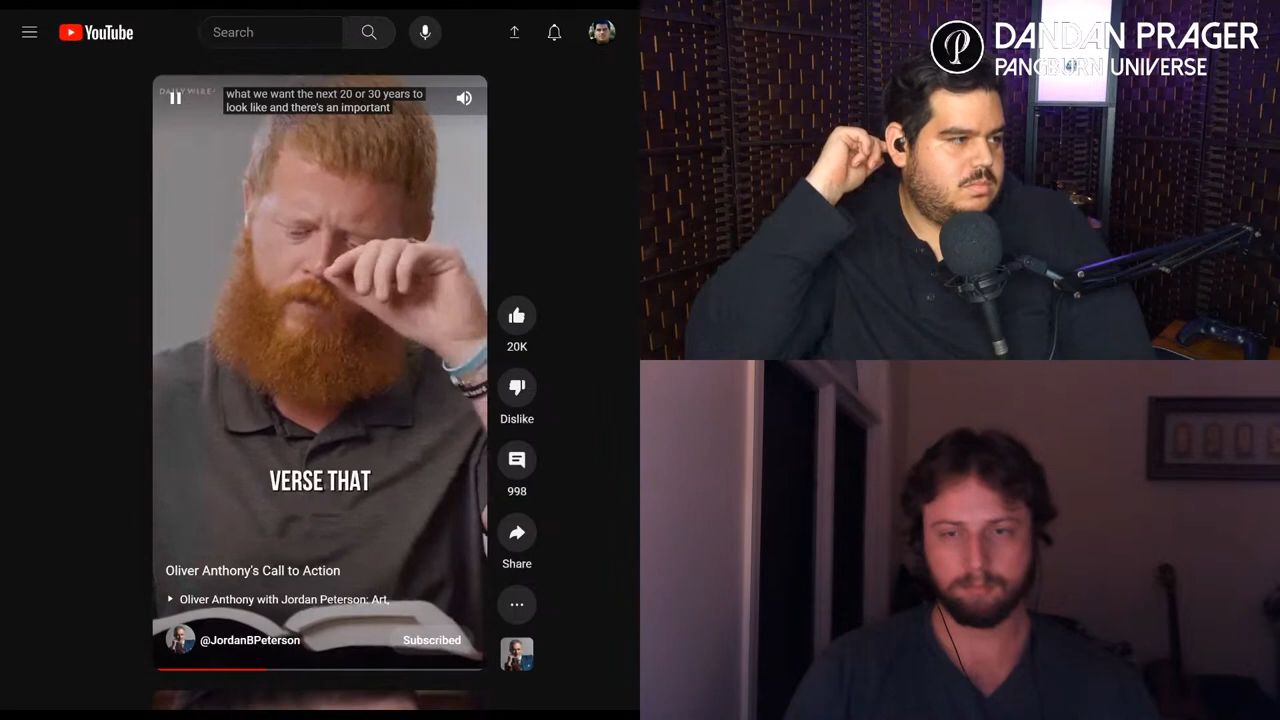 YouTube
Search
DAILYWIRE+
what we want the next 20 or 30 years to
look like and there's an important
VERSE THAT
20K
Dislike
998
Share
Oliver Anthony's Call to Action
Oliver Anthony with Jordan Peterson: Art,
@JordanBPeterson
Subscribed
P
DANDAN PRAGER
PANGBURN UNIVERSE